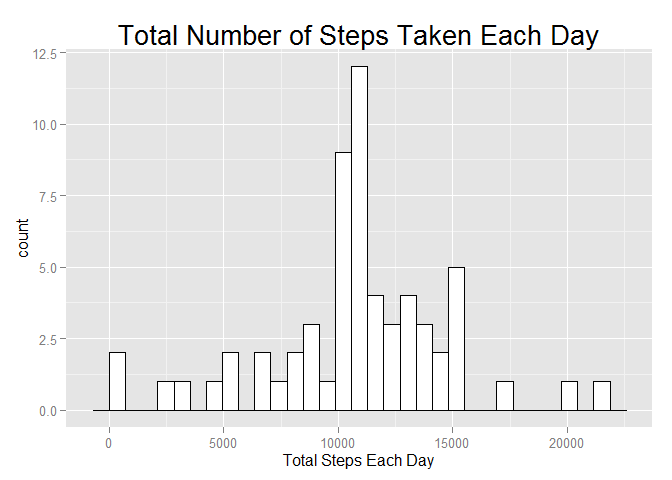 Total Number of Steps Taken Each Day
12.5
10.0
7.5
5.0
2.5
0.0
count
0 5000 10000 15000 20000
Total Steps Each Day